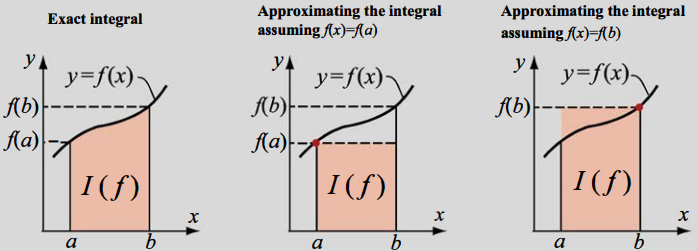 Exact integral
y
y=f(x)
f(b)
f(a)
I(f)
x
a
b
Approximating the integral
assuming f(x)=f(a)
y
y=f(x)
f(b)
f(a)
I(f)
x
a
b
Approximating the integral
assuming f(x)=f(b)
y
y=f(x)
f(b)
I(f)
x
a
b